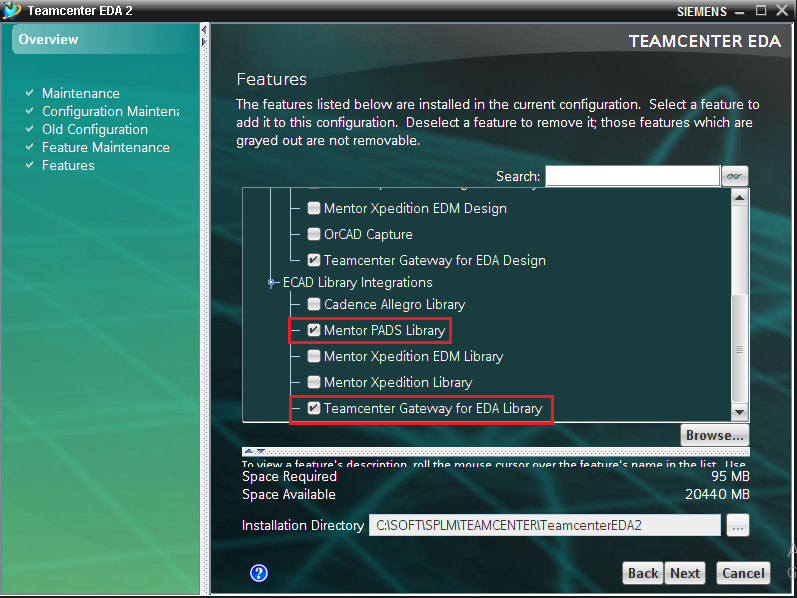 Teamcenter EDA 2
SIEMENS
Overview
TEAMCENTER EDA
Maintenance
Configuration Maintena
Old Configuration
Feature Maintenance
Features
Features
The features listed below are installed in the current configuration. Select a feature to
add it to this configuration. Deselect a feature to remove it; those features which are
grayed out are not removable.
Search:
Mentor Xpedition EDM Design
OrCAD Capture
Teamcenter Gateway for EDA Design
ECAD Library Integrations
Cadence Allegro Library
Mentor PADS Library
Mentor Xpedition EDM Library
Mentor Xpedition Library
Teamcenter Gateway for EDA Library
Browse...
To view a feature's description, roll the mouse cursor over the feature's name in the list. Use
Space Required 95 MB
Space Available 20440 MB
Installation Directory C:\SOFT\SPLM\TEAMCENTER\TeamcenterEDA2 ...
? Back Next Cancel